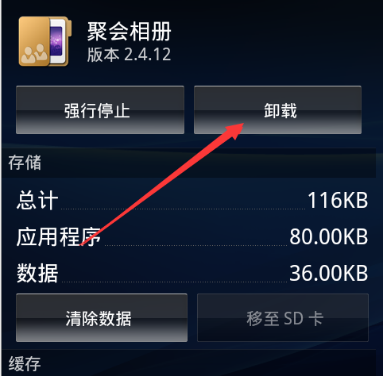 聚会相册
版本 2.4.12
强行停止 卸载
存储
总计 116KB
应用程序 80.00KB
数据 36.00KB
清除数据 移至 SD 卡
缓存